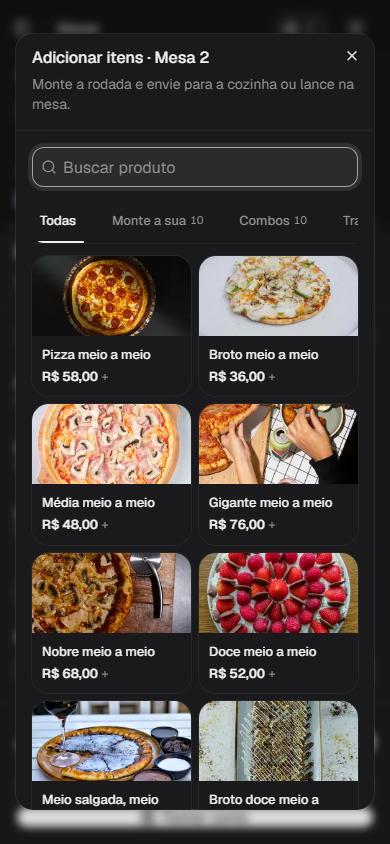 Adicionar itens · Mesa 2
Monte a rodada e envie para a cozinha ou lance na
mesa.
Buscar produto
Todas
Monte a sua 10
Combos 10
Tra
Pizza meio a meio
R$ 58,00 +
Broto meio a meio
R$ 36,00 +
Média meio a meio
R$ 48,00 +
Gigante meio a meio
R$ 76,00 +
Nobre meio a meio
R$ 68,00 +
Doce meio a meio
R$ 52,00 +
Meio salgada, meio
Broto doce meio a